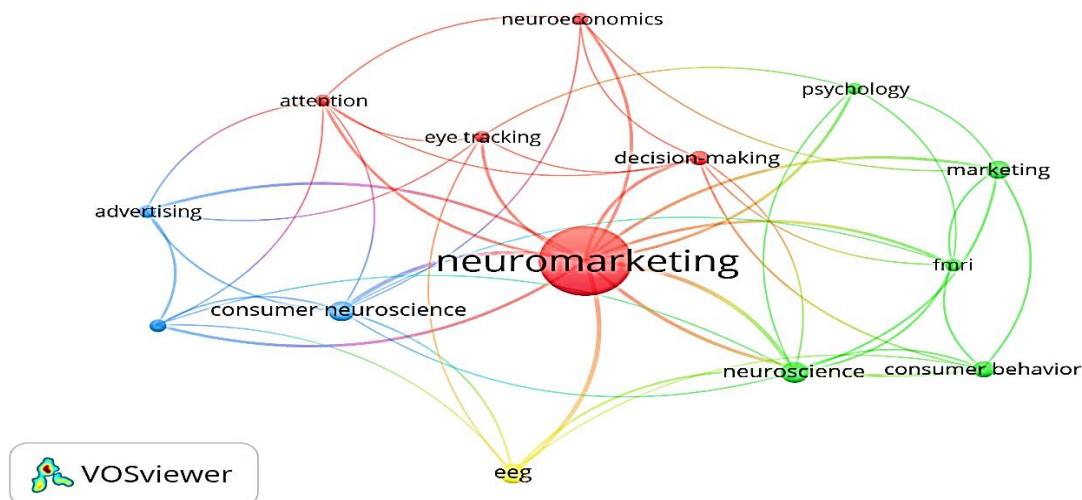 neuroeconomics
psychology
attention
eye tracking
decision-making
marketing
advertising
neuromarketing
fmri
consumer neuroscience
neuroscience
consumer behavior
eeg
VOSviewer